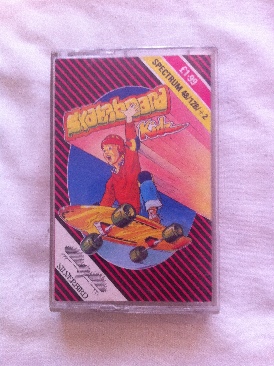 £1.99
SPECTRUM 48/128/+2
Skateboard
Kidz
SILVERBIRD